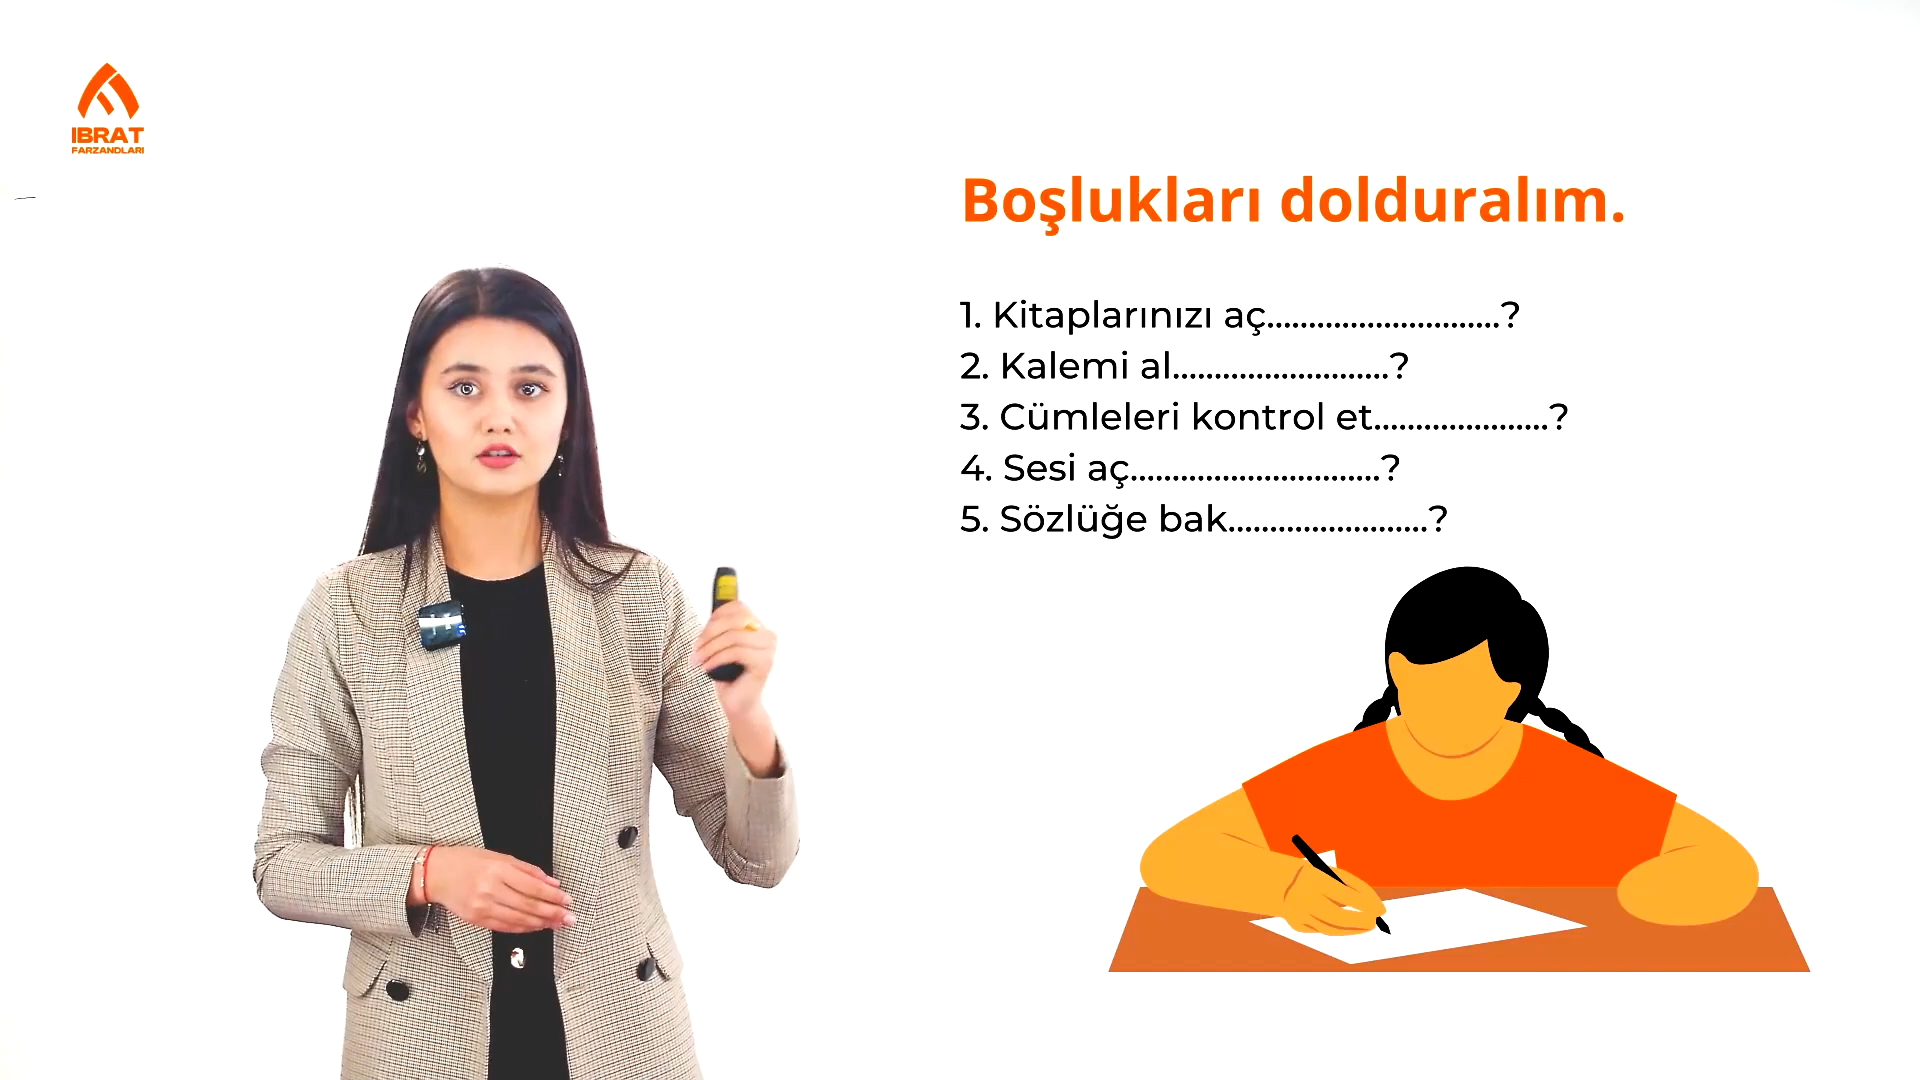 IBRAT
FARZANDLARI
Boşlukları dolduralım.
1. Kitaplarınızı aç............................?
2. Kalemi al..........................?
3. Cümleleri kontrol et.....................?
4. Sesi aç..............................?
5. Sözlüğe bak........................?